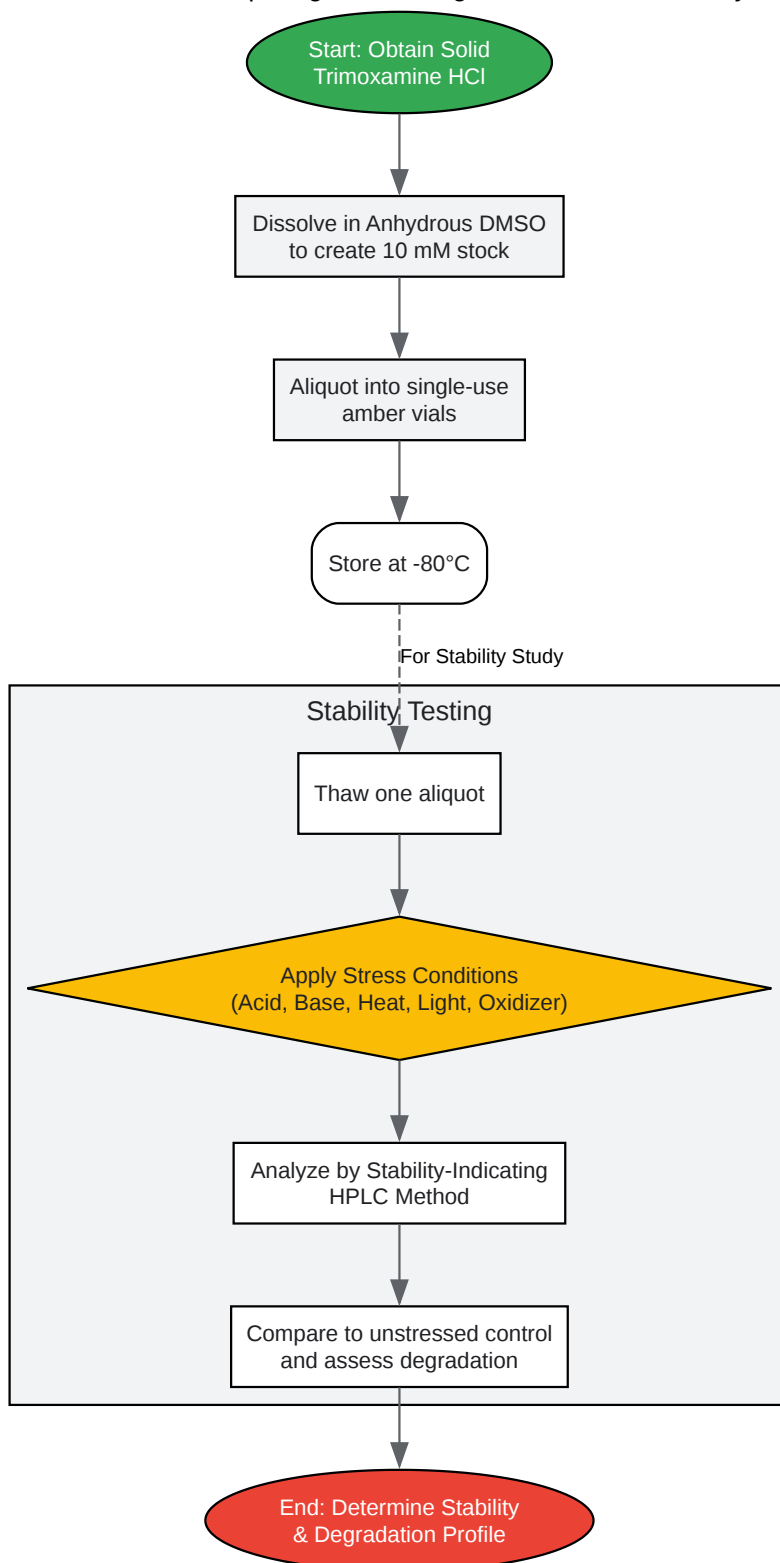 Start: Obtain Solid
Trimoxamine HCl
Dissolve in Anhydrous DMSO
to create 10 mM stock
Aliquot into single-use
amber vials
Store at -80°C
For Stability Study
Stability Testing
Thaw one aliquot
Apply Stress Conditions
(Acid, Base, Heat, Light, Oxidizer)
Analyze by Stability-Indicating
HPLC Method
Compare to unstressed control
and assess degradation
End: Determine Stability
& Degradation Profile